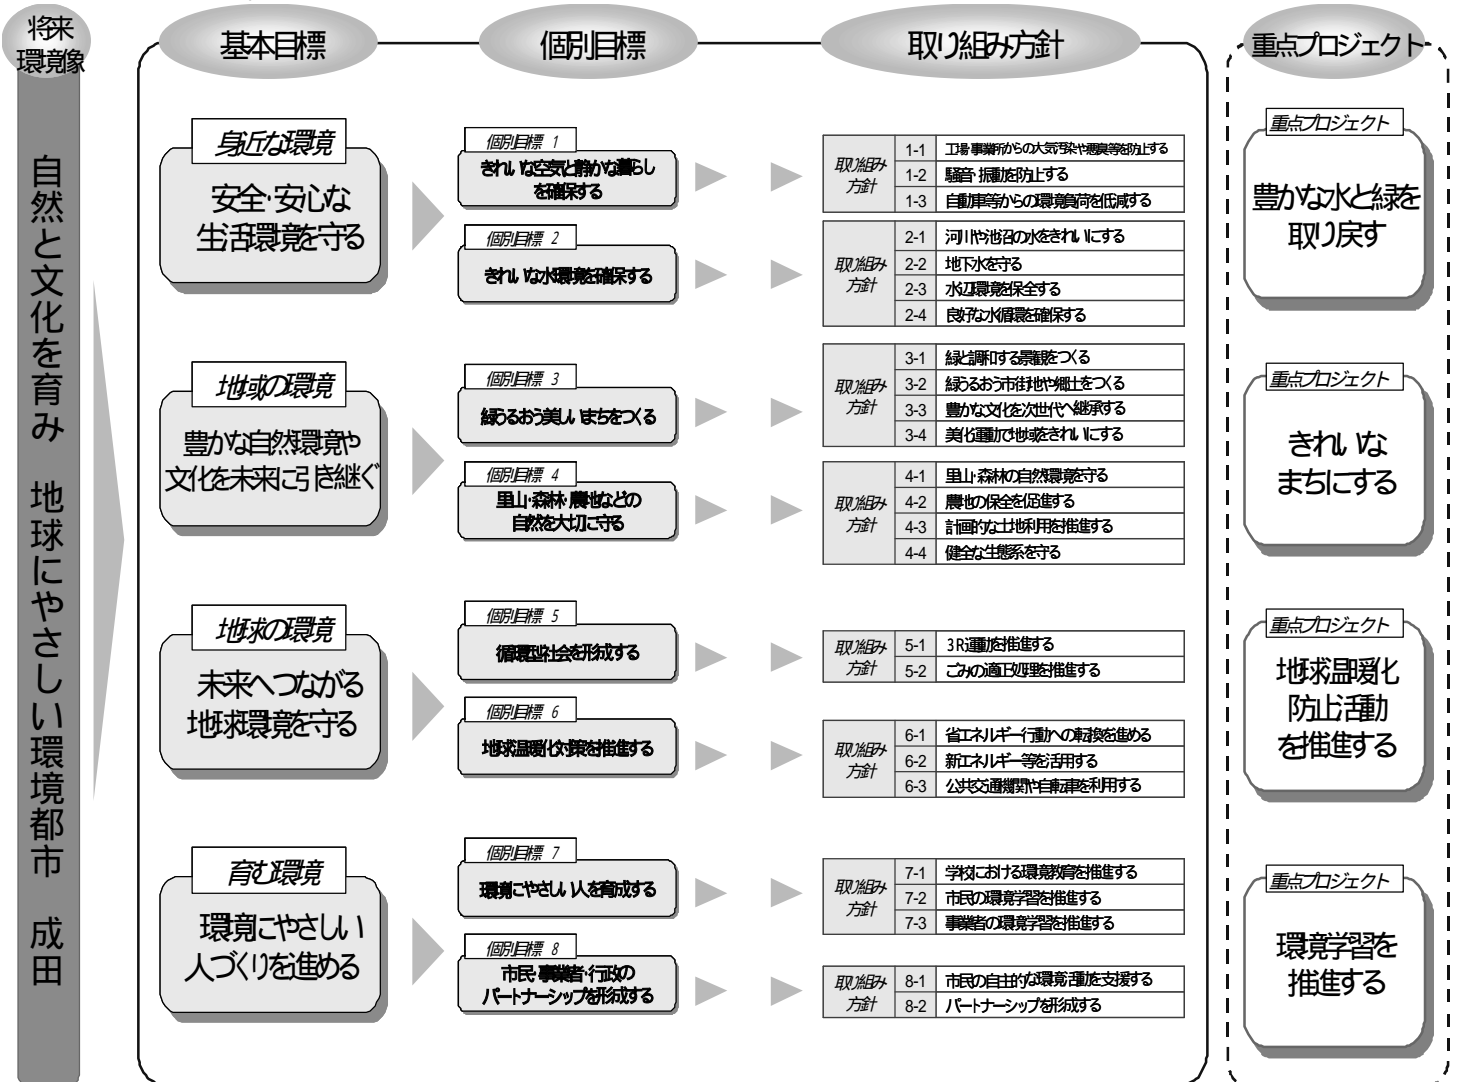 将来
環境像
自然と文化を育み 地球にやさしい環境都市 成田
基本目標
個別目標
取り組み方針
重点プロジェクト
身近な環境
安全・安心な
生活環境を守る
個別目標 1
きれいな空気と静かな暮らし
を確保する
取り組み
方針
1-1 工場・事業所からの大気汚染や悪臭等を防止する
1-2 騒音・振動を防止する
1-3 自動車等からの環境負荷を低減する
個別目標 2
きれいな水環境を確保する
取り組み
方針
2-1 河川や池沼の水をきれいにする
2-2 地下水を守る
2-3 水辺環境を保全する
2-4 良好な水循環を確保する
地域の環境
豊かな自然環境や
文化を未来に引き継ぐ
個別目標 3
緑うるおう美しいまちをつくる
取り組み
方針
3-1 緑と調和する景観をつくる
3-2 緑うるおう市街地や郷土をつくる
3-3 豊かな文化を次世代へ継承する
3-4 美化運動で地域をきれいにする
個別目標 4
里山・森林・農地などの
自然を大切に守る
取り組み
方針
4-1 里山・森林の自然環境を守る
4-2 農地の保全を促進する
4-3 計画的な土地利用を推進する
4-4 健全な生態系を守る
地球の環境
未来へつながる
地球環境を守る
個別目標 5
循環型社会を形成する
取り組み
方針
5-1 3R運動を推進する
5-2 ごみの適正処理を推進する
個別目標 6
地球温暖化対策を推進する
取り組み
方針
6-1 省エネルギー行動への転換を進める
6-2 新エネルギー等を活用する
6-3 公共交通機関や自転車を利用する
育む環境
環境にやさしい
人づくりを進める
個別目標 7
環境にやさしい人を育成する
取り組み
方針
7-1 学校における環境教育を推進する
7-2 市民の環境学習を推進する
7-3 事業者の環境学習を推進する
個別目標 8
市民・事業者・行政の
パートナーシップを形成する
取り組み
方針
8-1 市民の自主的な環境活動を支援する
8-2 パートナーシップを形成する
重点プロジェクト
豊かな水と緑を
取り戻す
重点プロジェクト
きれいな
まちにする
重点プロジェクト
地球温暖化
防止活動
を推進する
重点プロジェクト
環境学習を
推進する